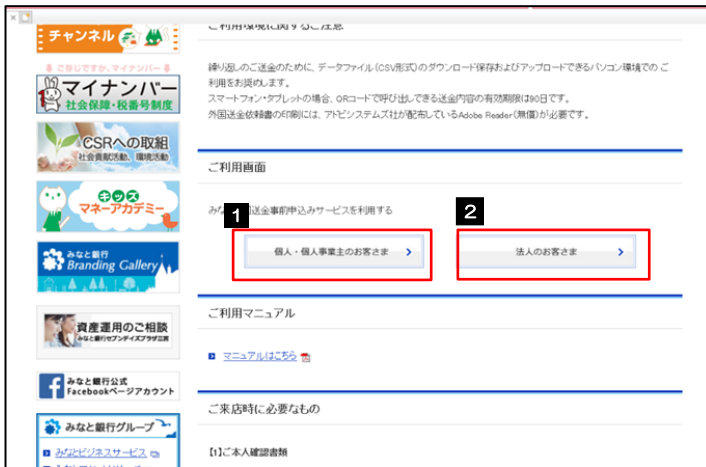 チャンネル
ご存じですか、マイナンバー
マイナンバー
社会保障・税番号制度
CSRへの取組
社会貢献活動、環境活動
キッズ
マネーアカデミー
みなと銀行
Branding Gallery
資産運用のご相談
みなと銀行セブンデイズプラザ三宮
みなと銀行公式
Facebookページアカウント
みなと銀行グループ
みなとビジネスサービス
ご利用環境に関するご注意
繰り返しのご送金のために、データファイル(CSV形式)のダウンロード保存およびアップロードできるパソコン環境でのご
利用をお奨めします。
スマートフォン・タブレットの場合、QRコードで呼び出しできる送金内容の有効期限は90日です。
外国送金依頼書の印刷には、アドビシステムズ社が配布しているAdobe Reader(無償)が必要です。
ご利用画面
みな
送金事前申込みサービスを利用する
1
個人・個人事業主のお客さま
2
法人のお客さま
ご利用マニュアル
マニュアルはこちら
ご来店時に必要なもの
[1]ご本人確認書類